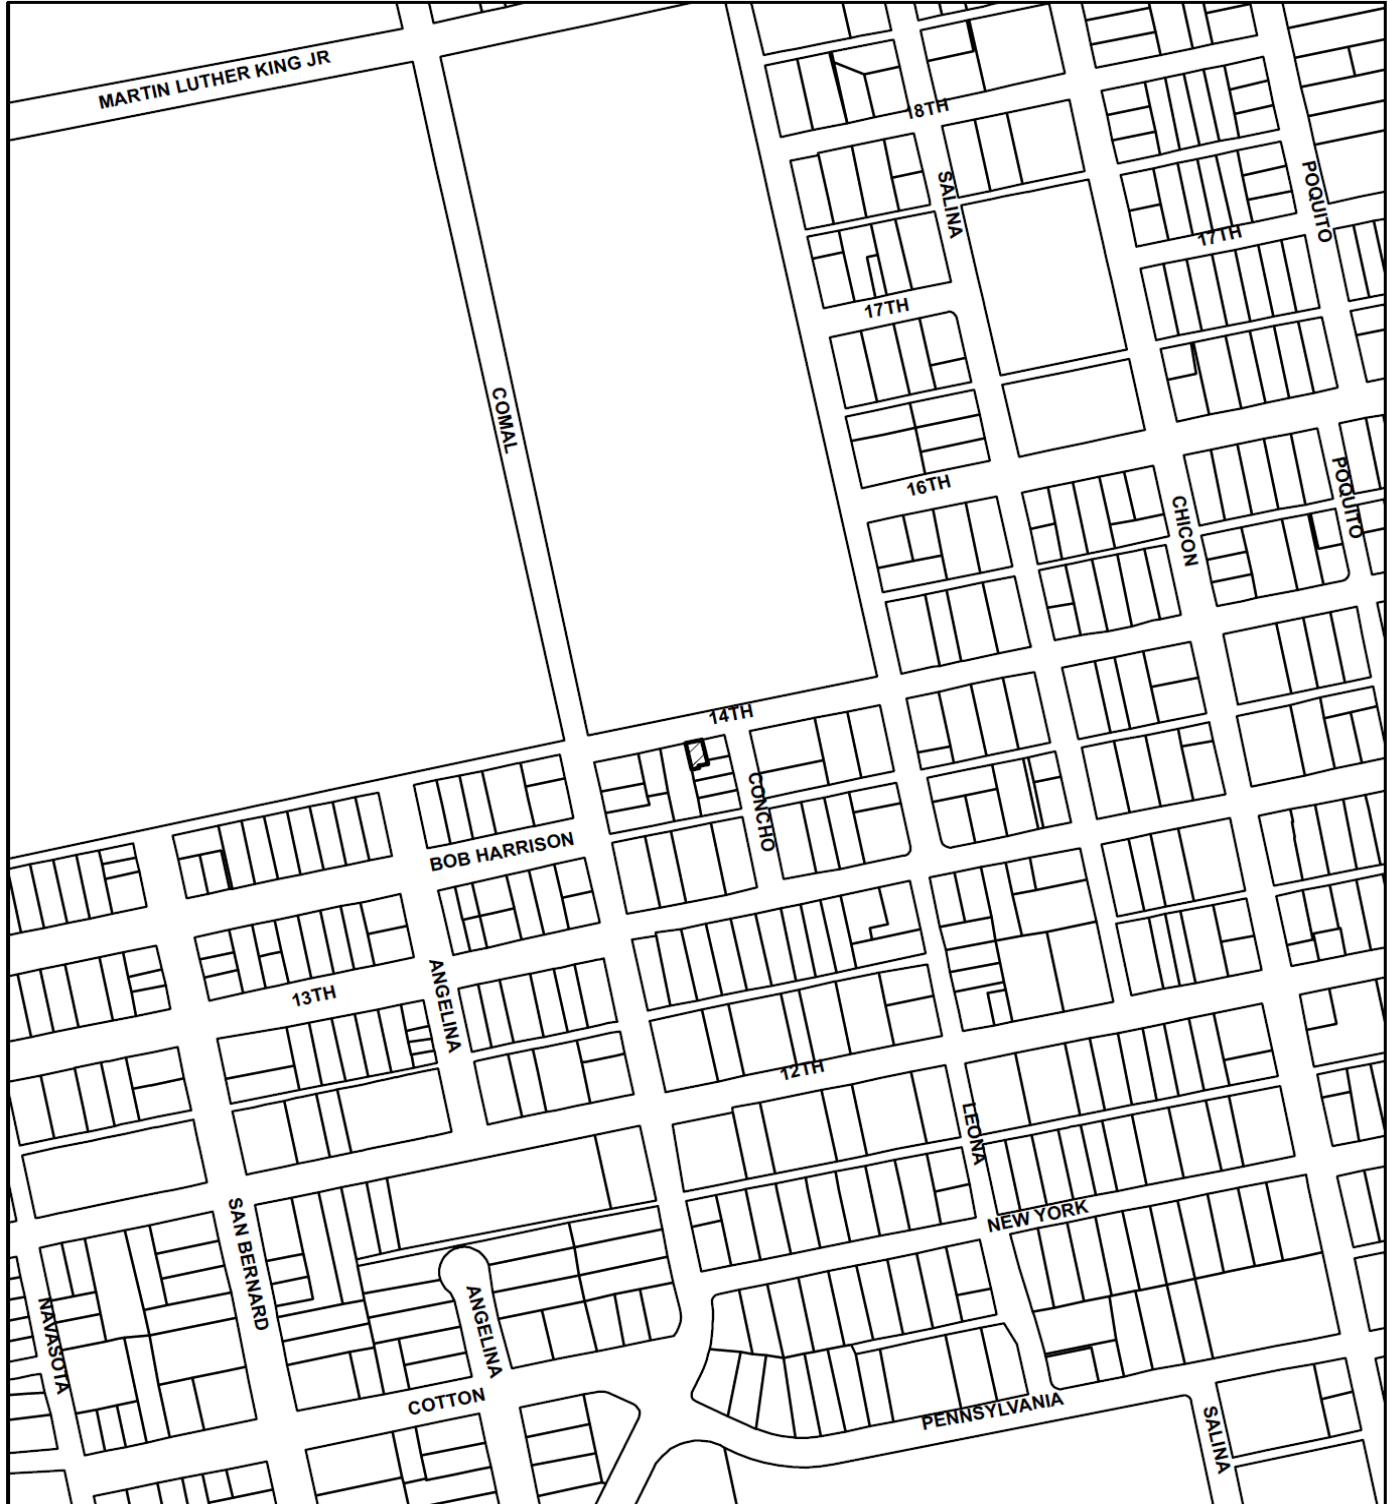 MARTIN LUTHER KING JR
18TH
SALINA
POQUITO
17TH
17TH
COMAL
16TH
CHICON
POQUITO
14TH
CONCHO
BOB HARRISON
ANGELINA
13TH
12TH
LEONA
NEW YORK
SAN BERNARD
NAVASOTA
ANGELINA
COTTON
PENNSYLVANIA
SALINA